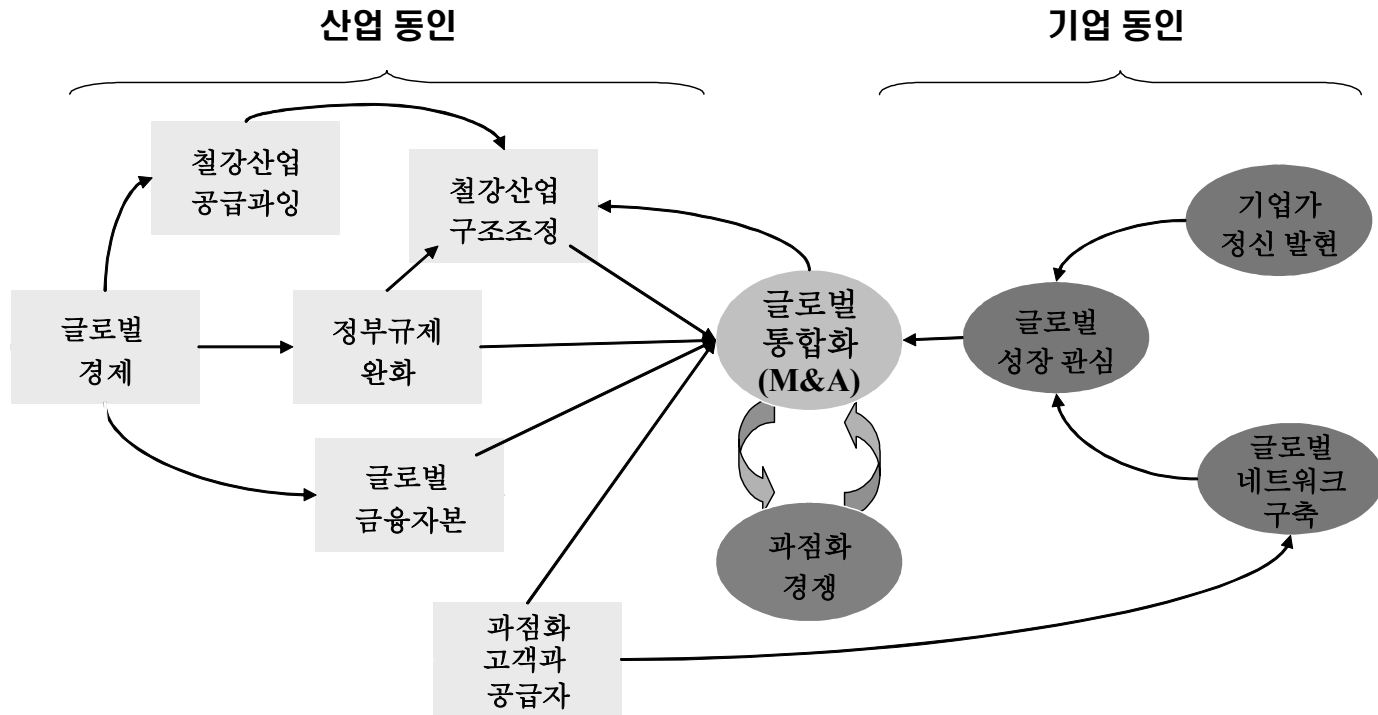 산업 동인
기업 동인
철강산업
공급과잉
철강산업
구조조정
기업가
정신 발현
글로벌
경제
정부규제
완화
글로벌
통합화
(M&A)
글로벌
성장 관심
글로벌
금융자본
글로벌
네트워크
구축
과점화
경쟁
과점화
고객과
공급자